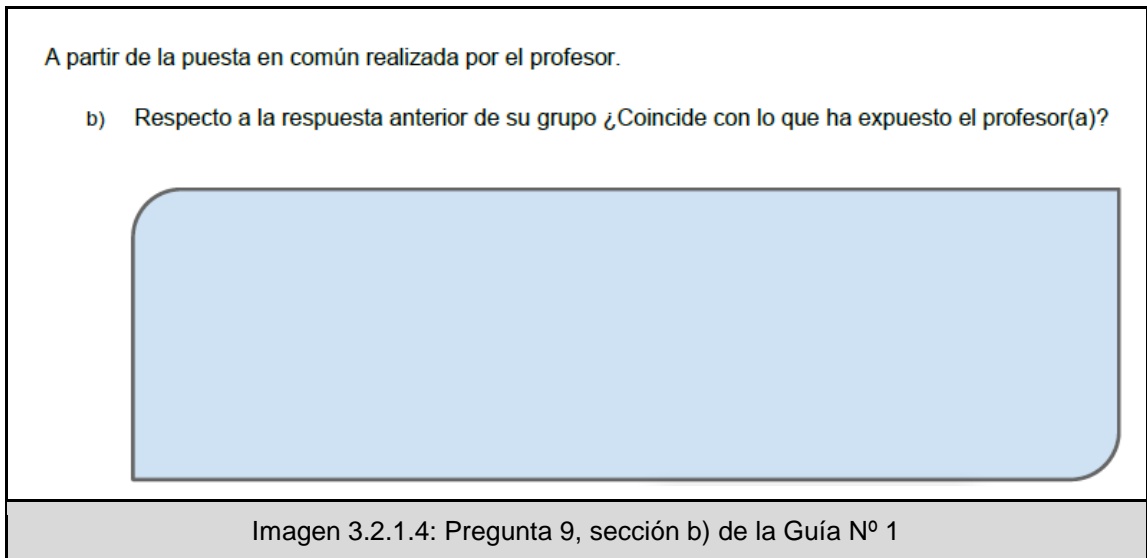 A partir de la puesta en común realizada por el profesor.
b) Respecto a la respuesta anterior de su grupo ¿Coincide con lo que ha expuesto el profesor(a)?
Imagen 3.2.1.4: Pregunta 9, sección b) de la Guía Nº 1